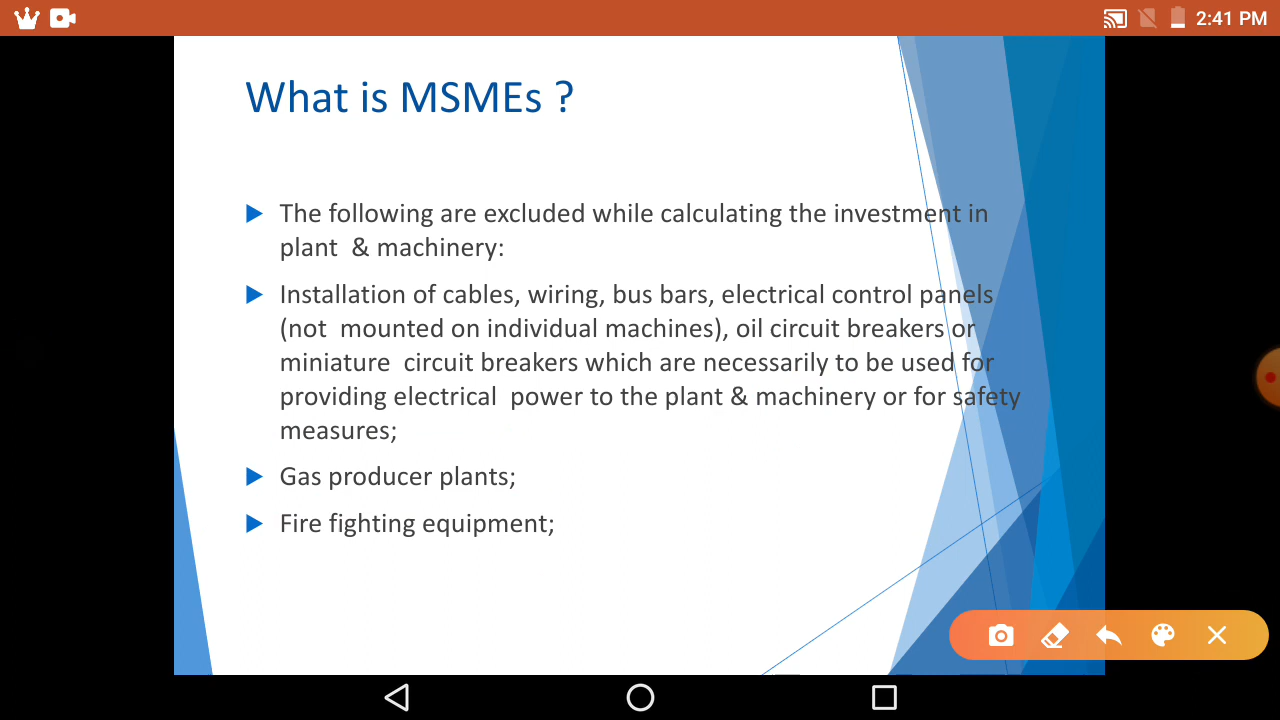 2:41 PM
What is MSMEs ?
The following are excluded while calculating the investment in
plant & machinery:
Installation of cables, wiring, bus bars, electrical control panels
(not mounted on individual machines), oil circuit breakers or
miniature circuit breakers which are necessarily to be used for
providing electrical power to the plant & machinery or for safety
measures;
Gas producer plants;
Fire fighting equipment;